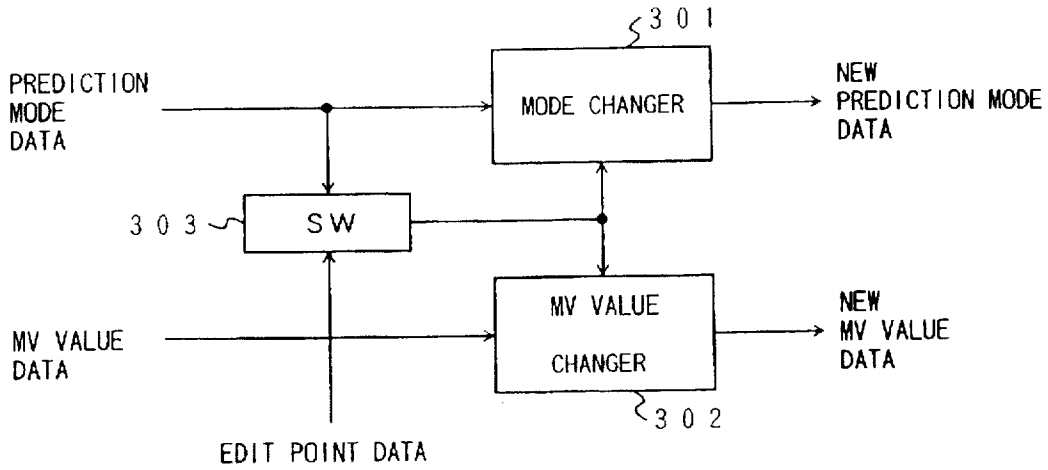 301
PREDICTION
MODE
DATA
MODE CHANGER
NEW
PREDICTION MODE
DATA
303
SW
MV VALUE
DATA
MV VALUE
CHANGER
NEW
MV VALUE
DATA
302
EDIT POINT DATA